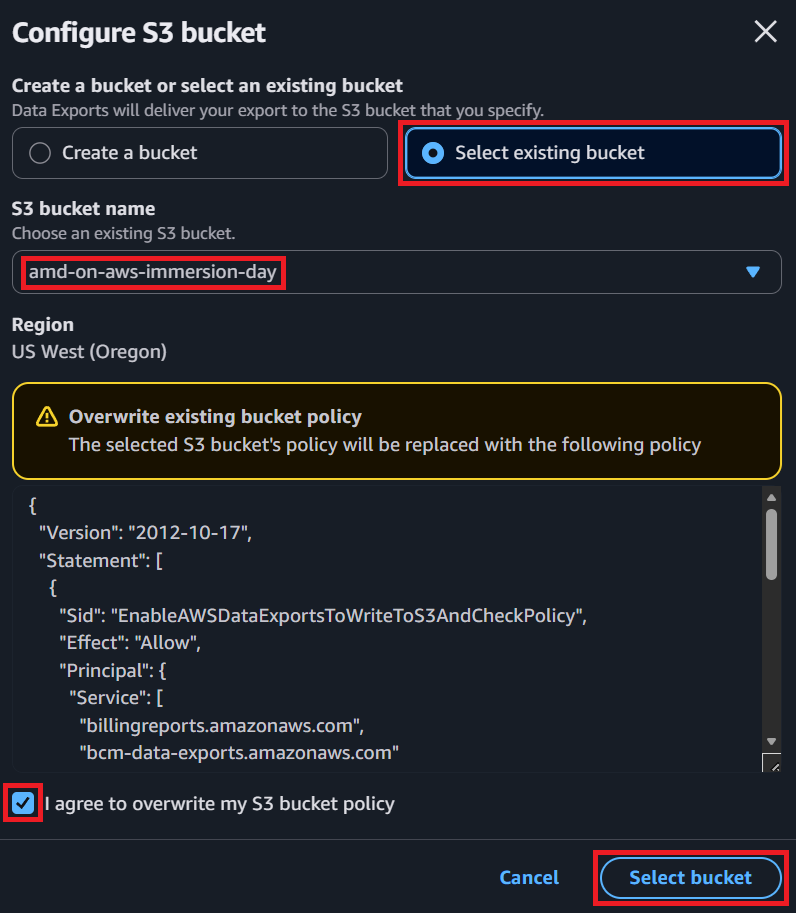 Configure S3 bucket
Create a bucket or select an existing bucket
Data Exports will deliver your export to the S3 bucket that you specify.
Create a bucket
Select existing bucket
S3 bucket name
Choose an existing S3 bucket.
amd-on-aws-immersion-day
Region
US West (Oregon)
Overwrite existing bucket policy
The selected S3 bucket's policy will be replaced with the following policy
{
"Version": "2012-10-17",
"Statement": [
{
"Sid": "EnableAWSDataExportsToWriteToS3AndCheckPolicy",
"Effect": "Allow",
"Principal": {
"Service": [
"billingreports.amazonaws.com",
"bcm-data-exports.amazonaws.com"
I agree to overwrite my S3 bucket policy
Cancel
Select bucket